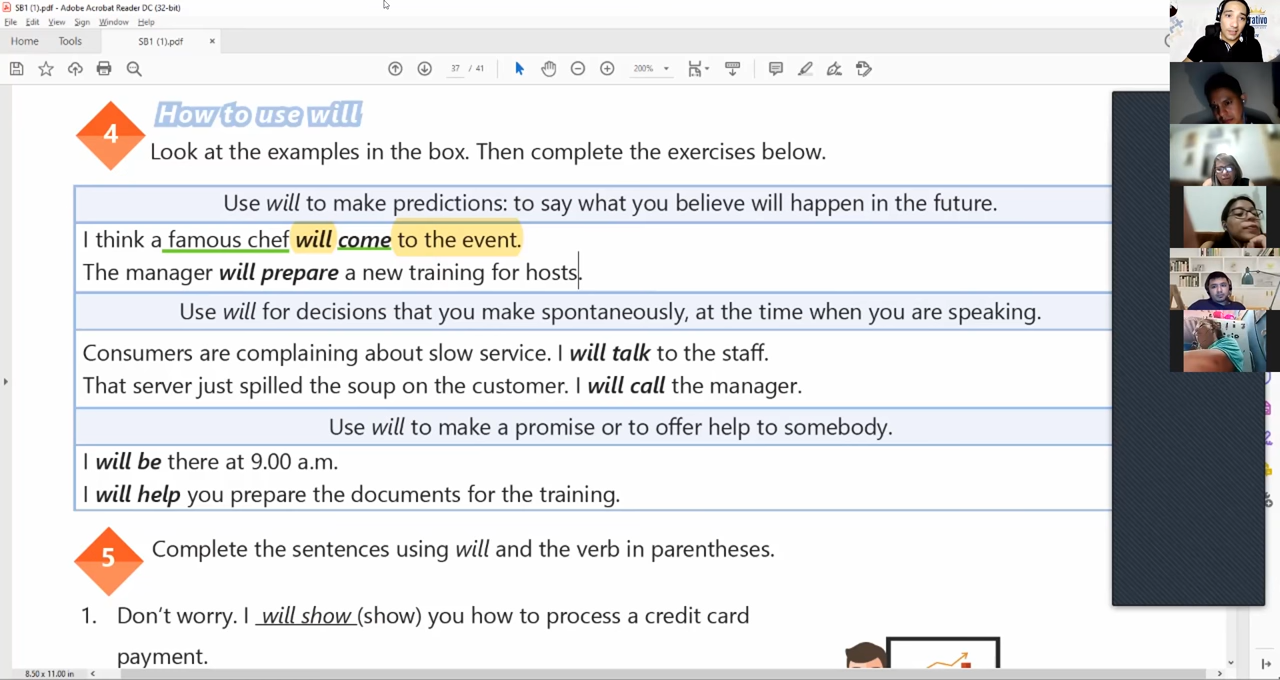 SB1 (1).pdf - Adobe Acrobat Reader DC (32-bit)
File Edit View Sign Window Help
Home Tools SB1 (1).pdf ×
37 / 41 200%
4 How to use will
Look at the examples in the box. Then complete the exercises below.
Use will to make predictions: to say what you believe will happen in the future.
I think a famous chef will come to the event.
The manager will prepare a new training for hosts.
Use will for decisions that you make spontaneously, at the time when you are speaking.
Consumers are complaining about slow service. I will talk to the staff.
That server just spilled the soup on the customer. I will call the manager.
Use will to make a promise or to offer help to somebody.
I will be there at 9.00 a.m.
I will help you prepare the documents for the training.
5 Complete the sentences using will and the verb in parentheses.
1. Don't worry. I will show (show) you how to process a credit card
payment.
8.50 x 11.00 in